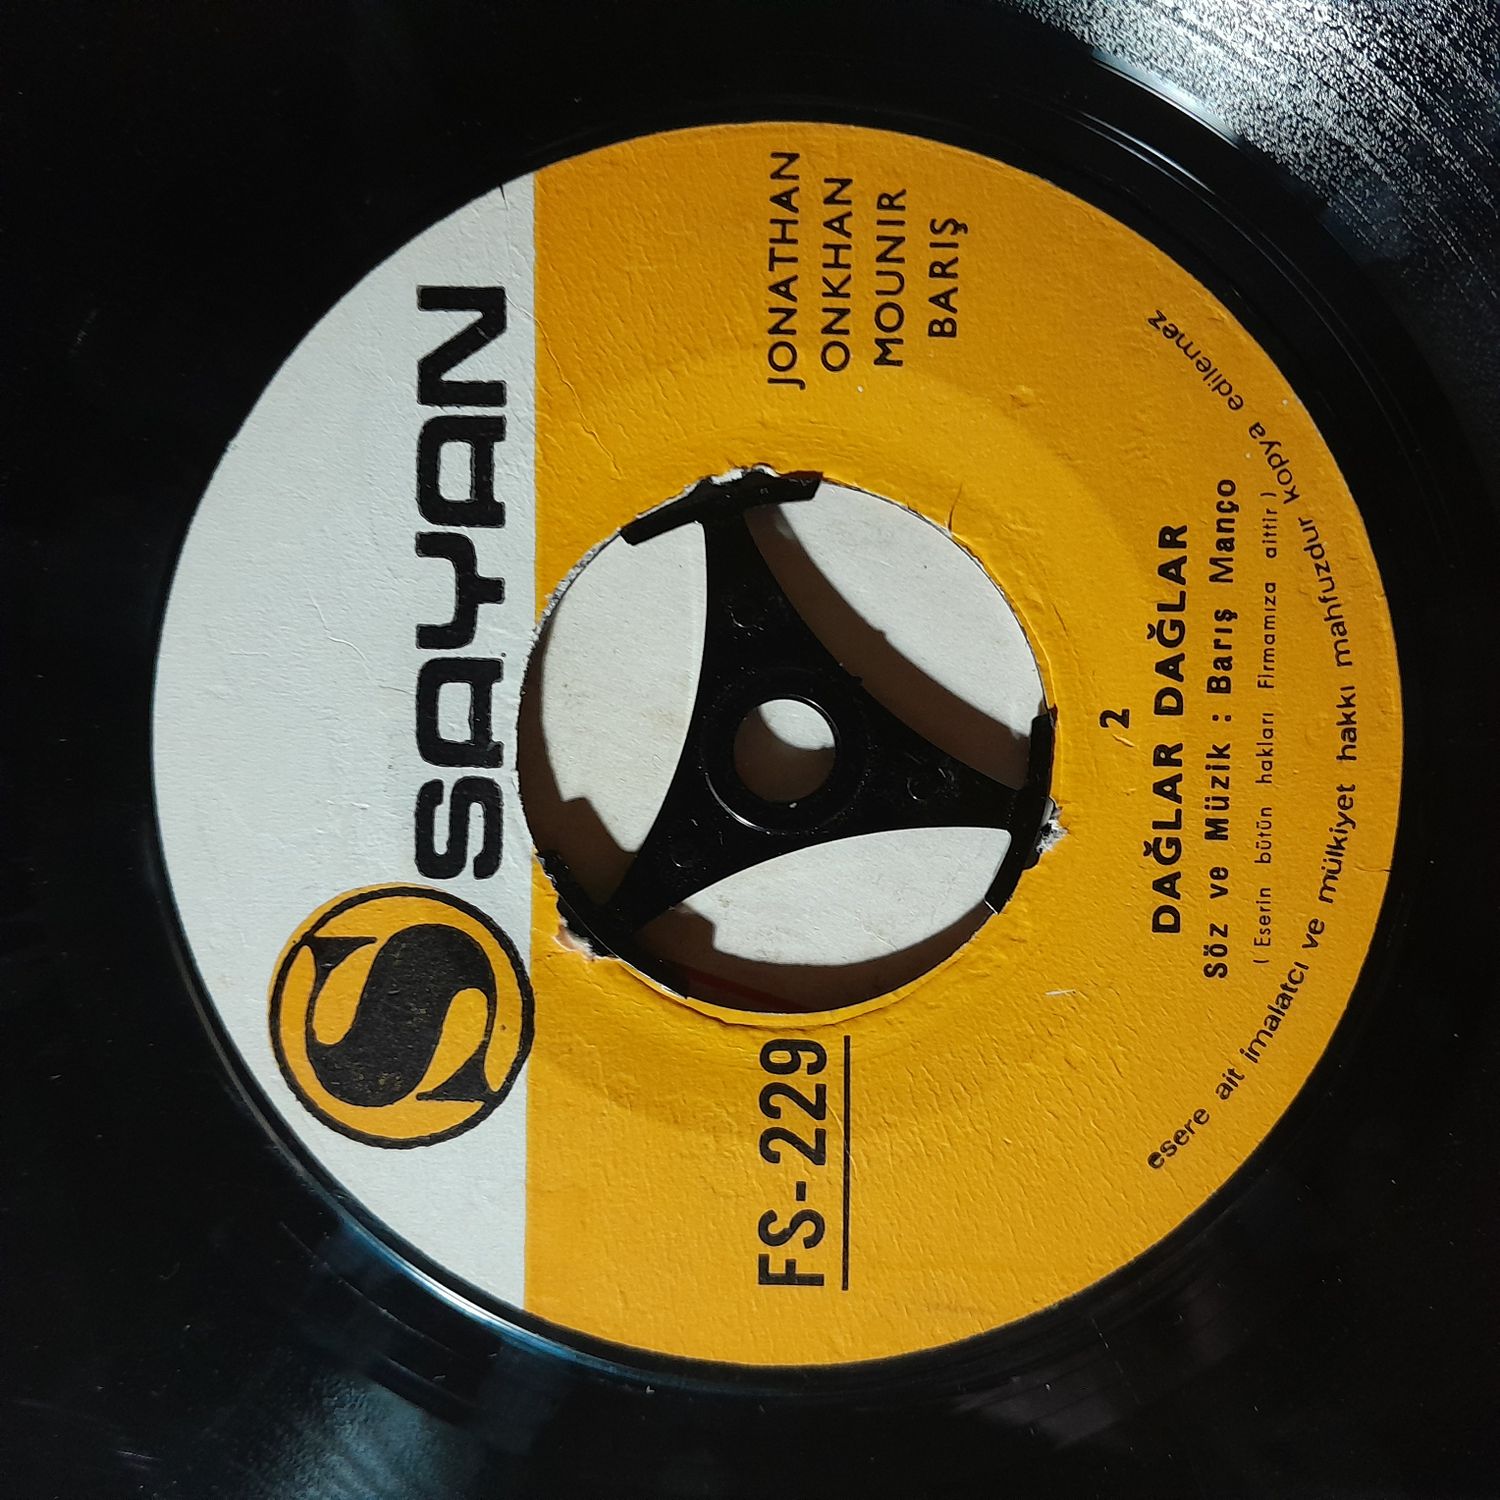 S
SAYAN
FS-229
JONATHAN
ONKHAN
MOUNIR
BARIŞ
2
DAĞLAR DAĞLAR
Söz ve Müzik : Barış Manço
( Eserin bütün hakları Firmamıza aittir )
esere ait imalatcı ve mülkiyet hakkı mahfuzdur kopya edilemez